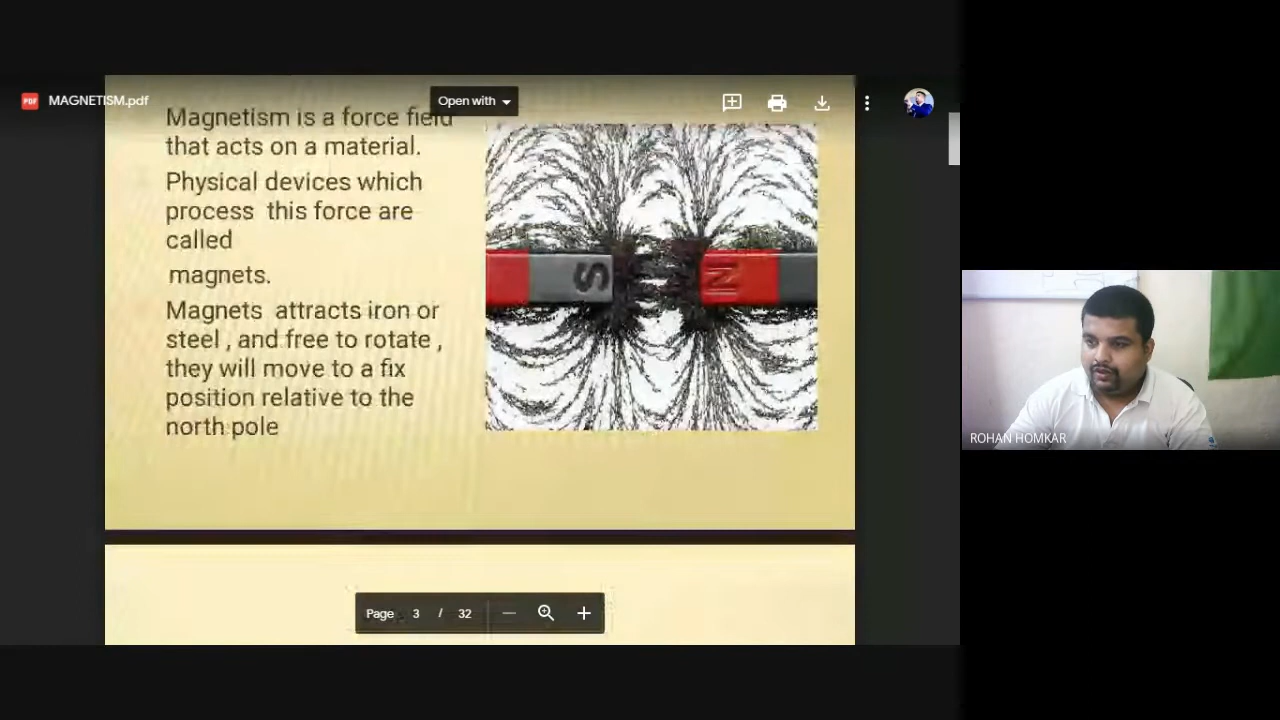 MAGNETISM.pdf
Open with
Magnetism is a force field
that acts on a material.
Physical devices which
process this force are
called
magnets.
Magnets attracts iron or
steel , and free to rotate ,
they will move to a fix
position relative to the
north pole
S
N
Page 3 / 32
ROHAN HOMKAR